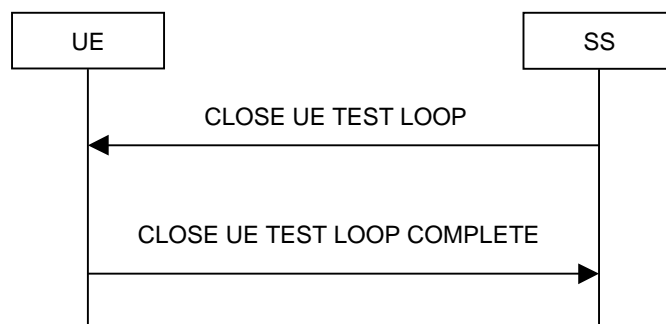 UE
SS
CLOSE UE TEST LOOP
CLOSE UE TEST LOOP COMPLETE